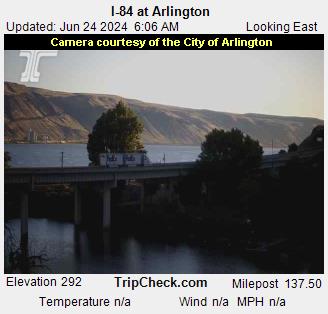 I-84 at Arlington
Updated: Jun 24 2024 6:06 AM Looking East
Camera courtesy of the City of Arlington
Elevation 292 TripCheck.com Milepost 137.50
Temperature n/a Wind n/a MPH n/a